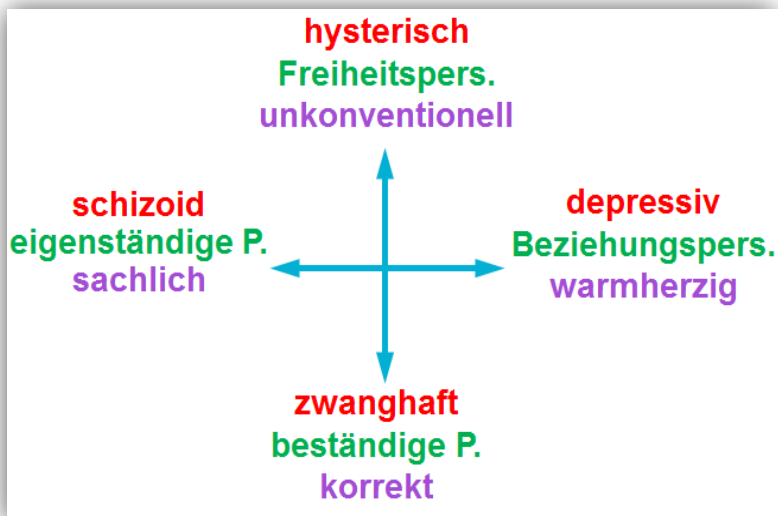 hysterisch
Freiheitspers.
unkonventionell
schizoid
eigenständige P.
sachlich
depressiv
Beziehungspers.
warmherzig
zwanghaft
beständige P.
korrekt